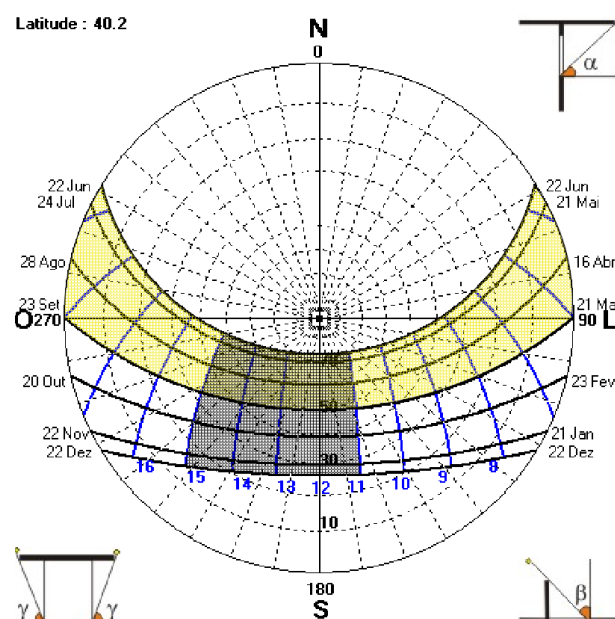 Latitude : 40.2
N
0
α
22 Jun
22 Jun
24 Jul
21 Mai
28 Ago
16 Abr
23 Set
21 Ma
O 270
90 L
70
20 Out
50
23 Fev
22 Nov
21 Jan
22 Dez
30
22 Dez
16
15
14
13
12
11
10
9
8
10
180
S
γ
γ
β